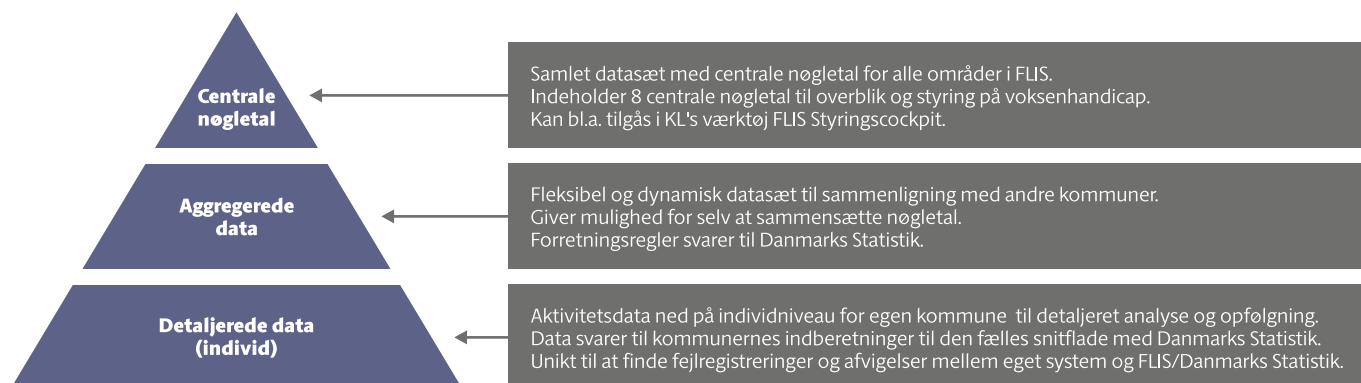 Centrale
nøgletal
Samlet datasæt med centrale nøgletal for alle områder i FLIS.
Indeholder 8 centrale nøgletal til overblik og styring på voksenhandicap.
Kan bl.a. tilgås i KL's værktøj FLIS Styringscockpit.
Aggregerede
data
Fleksibel og dynamisk datasæt til sammenligning med andre kommuner.
Giver mulighed for selv at sammensætte nøgletal.
Forretningsregler svarer til Danmarks Statistik.
Detaljerede data
(individ)
Aktivitetsdata ned på individniveau for egen kommune til detaljeret analyse og opfølgning.
Data svarer til kommunernes indberetninger til den fælles snitflade med Danmarks Statistik.
Unikt til at finde fejlregistreringer og afvigelser mellem eget system og FLIS/Danmarks Statistik.